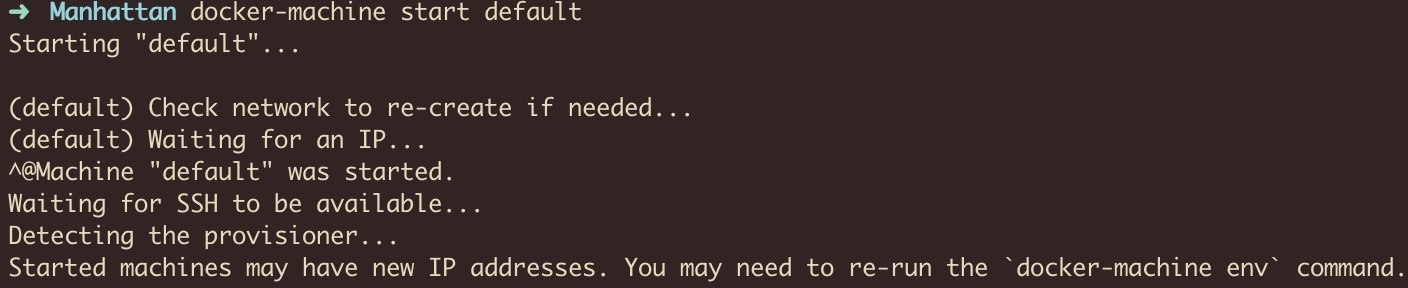 ➜ Manhattan docker-machine start default
Starting "default"...
(default) Check network to re-create if needed...
(default) Waiting for an IP...
^@Machine "default" was started.
Waiting for SSH to be available...
Detecting the provisioner...
Started machines may have new IP addresses. You may need to re-run the `docker-machine env` command.